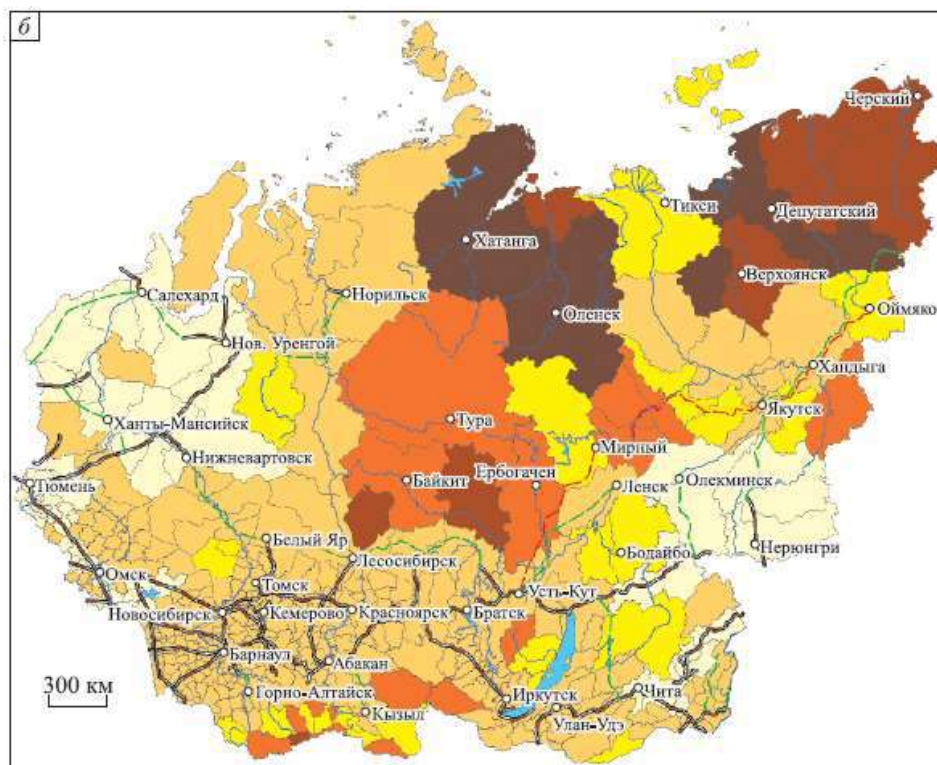 б
Черский
Тикси
Депутатский
Хатанга
Верхоянск
Салехард
Норильск
Оймяко
Оленек
Нов. Уренгой
Хандыга
Якутск
Ханты-Мансийск
Тура
Мирный
Нижневартовск
Ербогачен
Байкит
Ленск
Олекминск
Тюмень
Белый Яр
Бодайбо
Нерюнгри
Лесосибирск
Омск
Томск
Усть-Кут
Новосибирск
Кемерово
Красноярск
Братск
Барнаул
Абакан
300 км
Горно-Алтайск
Иркутск
Чита
Кызыл
Улан-Удэ